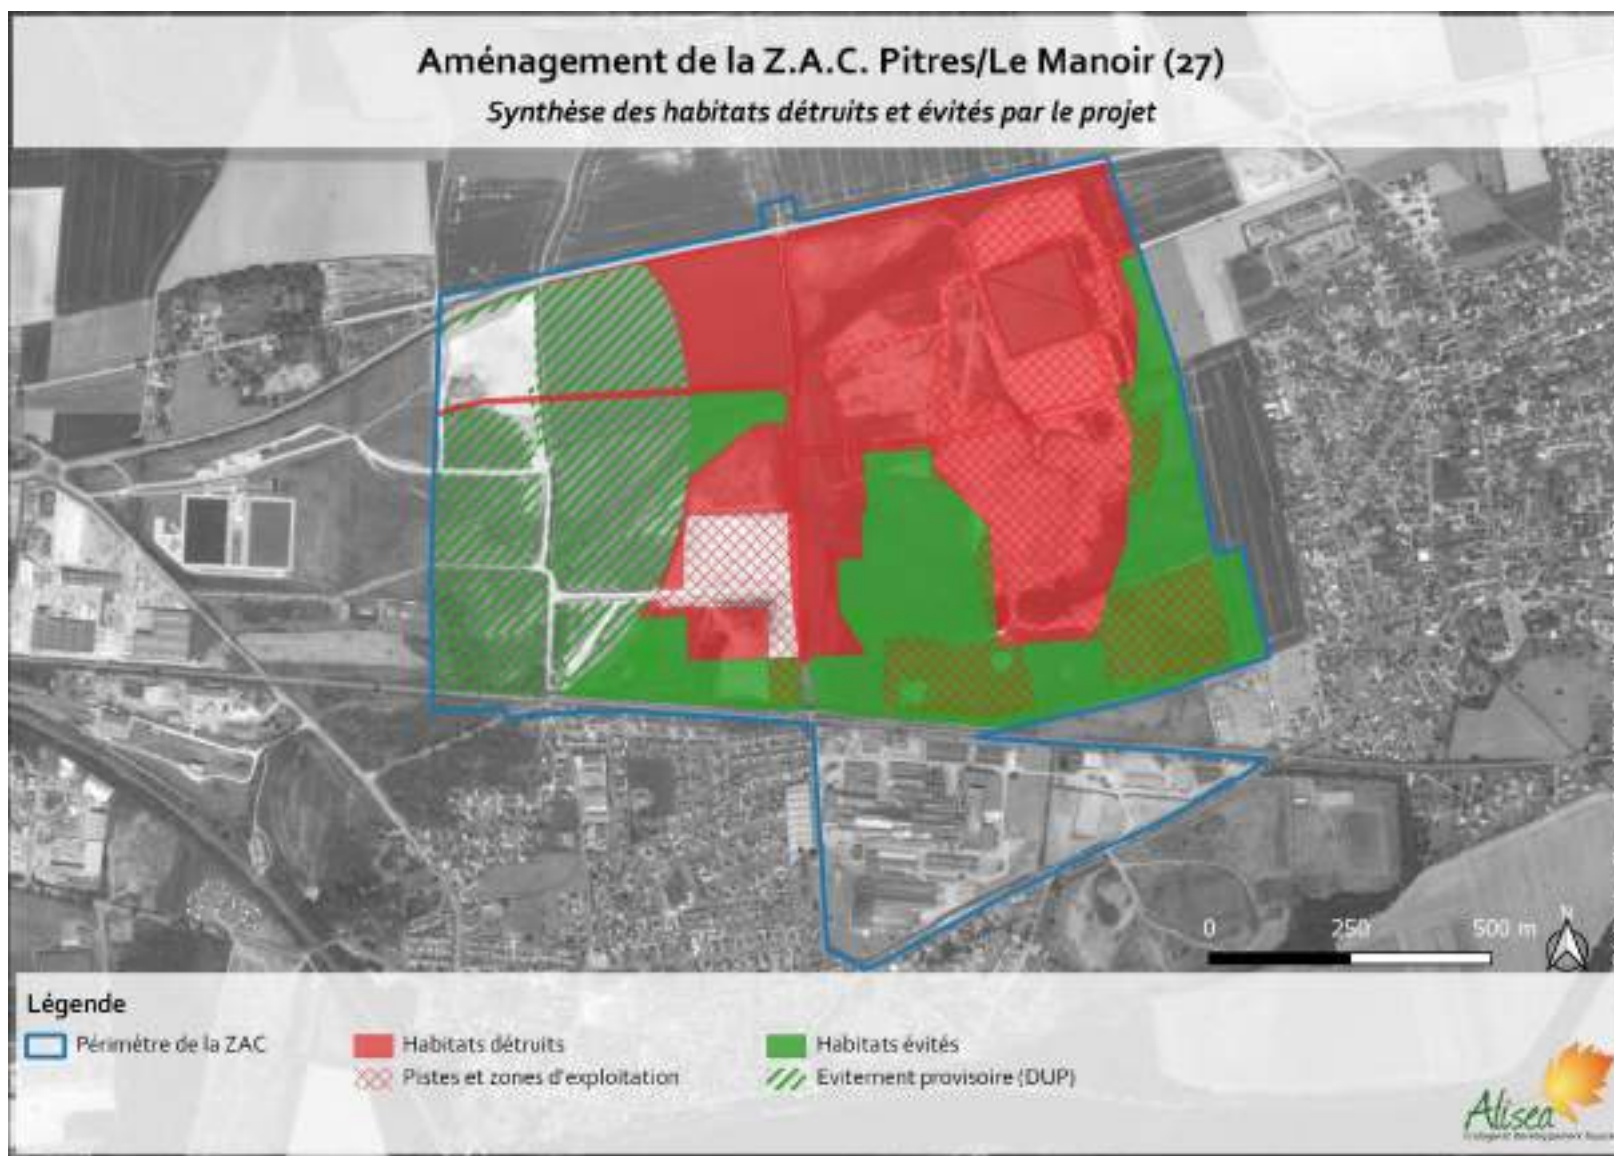 Aménagement de la Z.A.C. Pitres/Le Manoir (27)
Synthèse des habitats détruits et évités par le projet
0 250 500 m
N
Légende
Périmètre de la ZAC
Habitats détruits
Habitats évités
Pistes et zones d'exploitation
Evitement provisoire (DUP)
Alisea